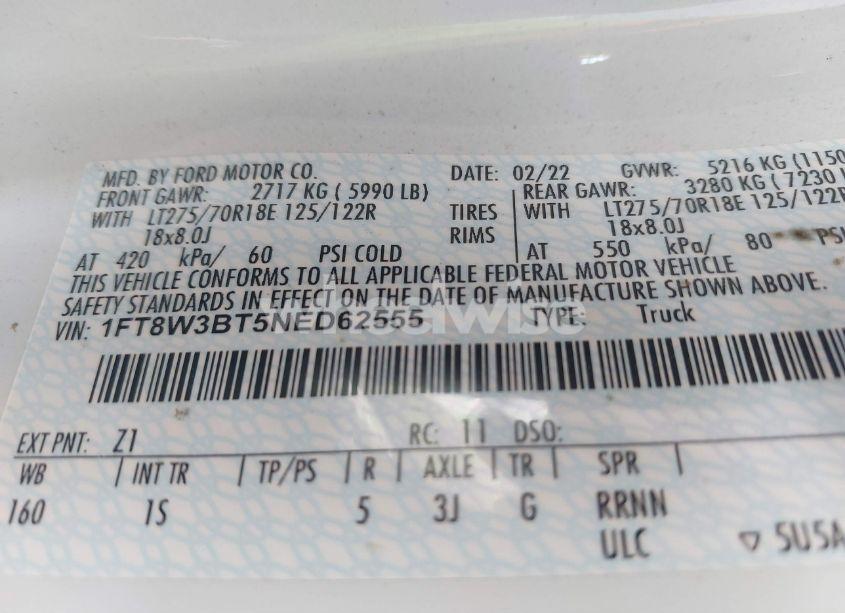 MFD. BY FORD MOTOR CO. DATE: 02/22 GVWR: 5216 KG (1150
FRONT GAWR: 2717 KG ( 5990 LB) REAR GAWR: 3280 KG ( 7230 L
WITH LT275/70R18E 125/122R TIRES WITH LT275/70R18E 125/122R
18x8.0J RIMS 18x8.0J
AT 420 kPa/ 60 PSI COLD AT 550 kPa/ 80 PSI
THIS VEHICLE CONFORMS TO ALL APPLICABLE FEDERAL MOTOR VEHICLE
SAFETY STANDARDS IN EFFECT ON THE DATE OF MANUFACTURE SHOWN ABOVE.
VIN: 1FT8W3BT5NED62555 TYPE: Truck
EXT PNT: Z1 RC: 11 DSO:
WB INT TR TP/PS R AXLE TR SPR
160 1S 5 3J G RRNN
ULC ▽ 5U5A